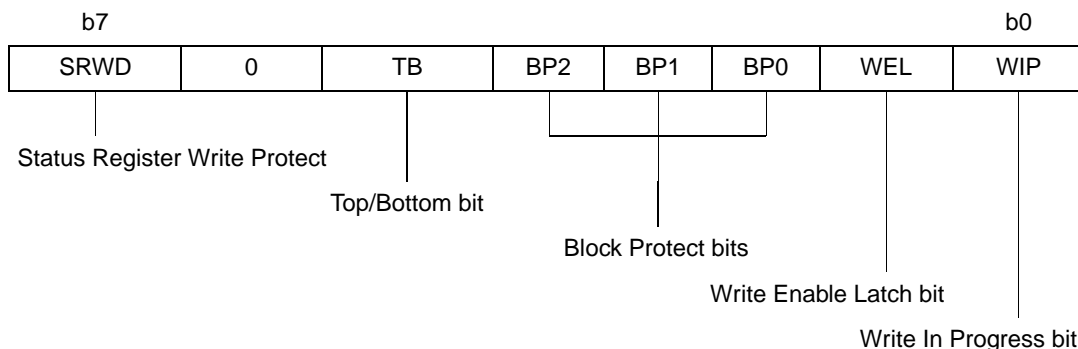 b7 b0
SRWD 0 TB BP2 BP1 BP0 WEL WIP
Status Register Write Protect
Top/Bottom bit
Block Protect bits
Write Enable Latch bit
Write In Progress bit